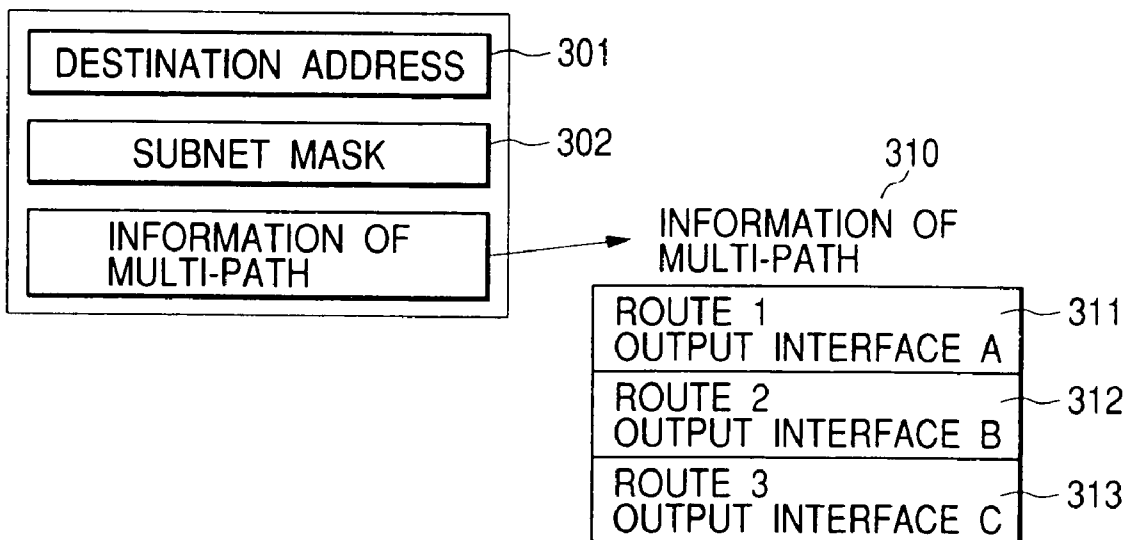 DESTINATION ADDRESS
301
SUBNET MASK
302
INFORMATION OF
MULTI-PATH
310
INFORMATION OF
MULTI-PATH
ROUTE 1
OUTPUT INTERFACE A
311
ROUTE 2
OUTPUT INTERFACE B
312
ROUTE 3
OUTPUT INTERFACE C
313